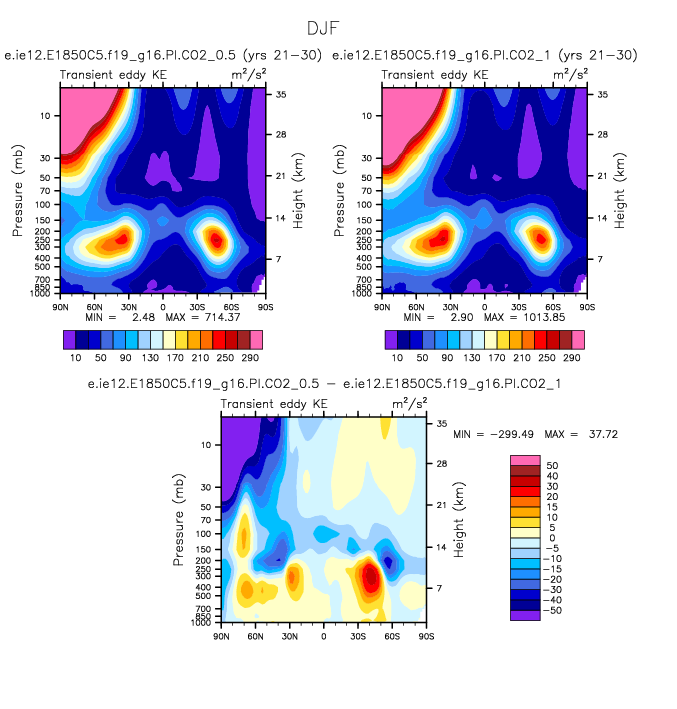 DJF
e.ie12.E1850C5.f19_g16.PI.CO2_0.5 (yrs 21-30) e.ie12.E1850C5.f19_g16.PI.CO2_1 (yrs 21-30)
Transient eddy KE m²/s² Transient eddy KE m²/s²
Pressure (mb) Height (km) Pressure (mb) Height (km)
10 30 50 70 100 150 200 250 300 400 500 700 850 1000
35 28 21 14 7
10 30 50 70 100 150 200 250 300 400 500 700 850 1000
35 28 21 14 7
90N 60N 30N 0 30S 60S 90S 90N 60N 30N 0 30S 60S 90S
MIN = 2.48 MAX = 714.37 MIN = 2.90 MAX = 1013.85
10 50 90 130 170 210 250 290 10 50 90 130 170 210 250 290
e.ie12.E1850C5.f19_g16.PI.CO2_0.5 - e.ie12.E1850C5.f19_g16.PI.CO2_1
Transient eddy KE m²/s²
MIN = -299.49 MAX = 37.72
Pressure (mb) Height (km)
10 30 50 70 100 150 200 250 300 400 500 700 850 1000
35 28 21 14 7
90N 60N 30N 0 30S 60S 90S
50
40
30
20
15
10
5
0
-5
-10
-15
-20
-30
-40
-50